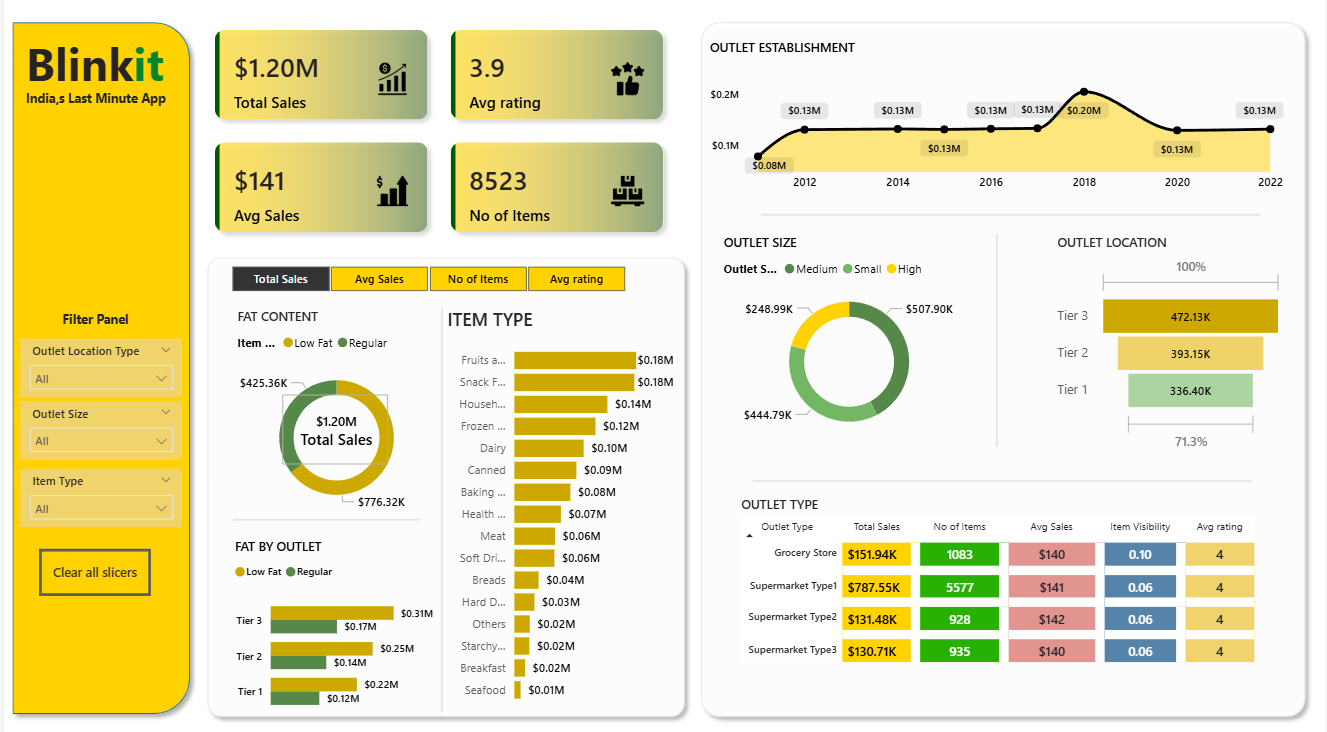 Blinkit
India,s Last Minute App
Filter Panel
Outlet Location Type
All
Outlet Size
All
Item Type
All
Clear all slicers
$1.20M
Total Sales
3.9
Avg rating
$141
Avg Sales
8523
No of Items
Total Sales Avg Sales No of Items Avg rating
FAT CONTENT
Item ... Low Fat Regular
$425.36K
$1.20M
Total Sales
$776.32K
FAT BY OUTLET
Low Fat Regular
Tier 3 $0.31M
$0.17M
Tier 2 $0.25M
$0.14M
Tier 1 $0.22M
$0.12M
ITEM TYPE
Fruits a... $0.18M
Snack F... $0.18M
Househ... $0.14M
Frozen ... $0.12M
Dairy $0.10M
Canned $0.09M
Baking ... $0.08M
Health ... $0.07M
Meat $0.06M
Soft Dri... $0.06M
Breads $0.04M
Hard D... $0.03M
Others $0.02M
Starchy... $0.02M
Breakfast $0.02M
Seafood $0.01M
OUTLET ESTABLISHMENT
$0.2M
$0.1M
$0.08M $0.13M $0.13M $0.13M $0.13M $0.13M $0.20M $0.13M $0.13M
2012 2014 2016 2018 2020 2022
OUTLET SIZE
Outlet S... Medium Small High
$248.99K $507.90K
$444.79K
OUTLET LOCATION
100%
Tier 3 472.13K
Tier 2 393.15K
Tier 1 336.40K
71.3%
OUTLET TYPE
Outlet Type Total Sales No of Items Avg Sales Item Visibility Avg rating
Grocery Store $151.94K 1083 $140 0.10 4
Supermarket Type1 $787.55K 5577 $141 0.06 4
Supermarket Type2 $131.48K 928 $142 0.06 4
Supermarket Type3 $130.71K 935 $140 0.06 4